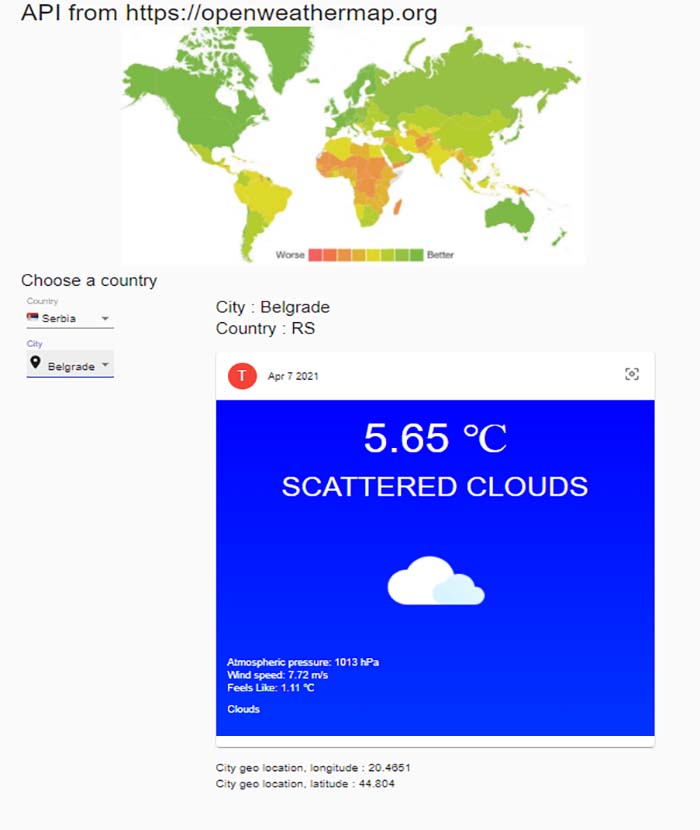 API from https://openweathermap.org
Worse Better
Choose a country
Country
Serbia
City
Belgrade
City : Belgrade
Country : RS
T Apr 7 2021
5.65 °C
SCATTERED CLOUDS
Atmospheric pressure: 1013 hPa
Wind speed: 7.72 m/s
Feels Like: 1.11 °C
Clouds
City geo location, longitude : 20.4651
City geo location, latitude : 44.804